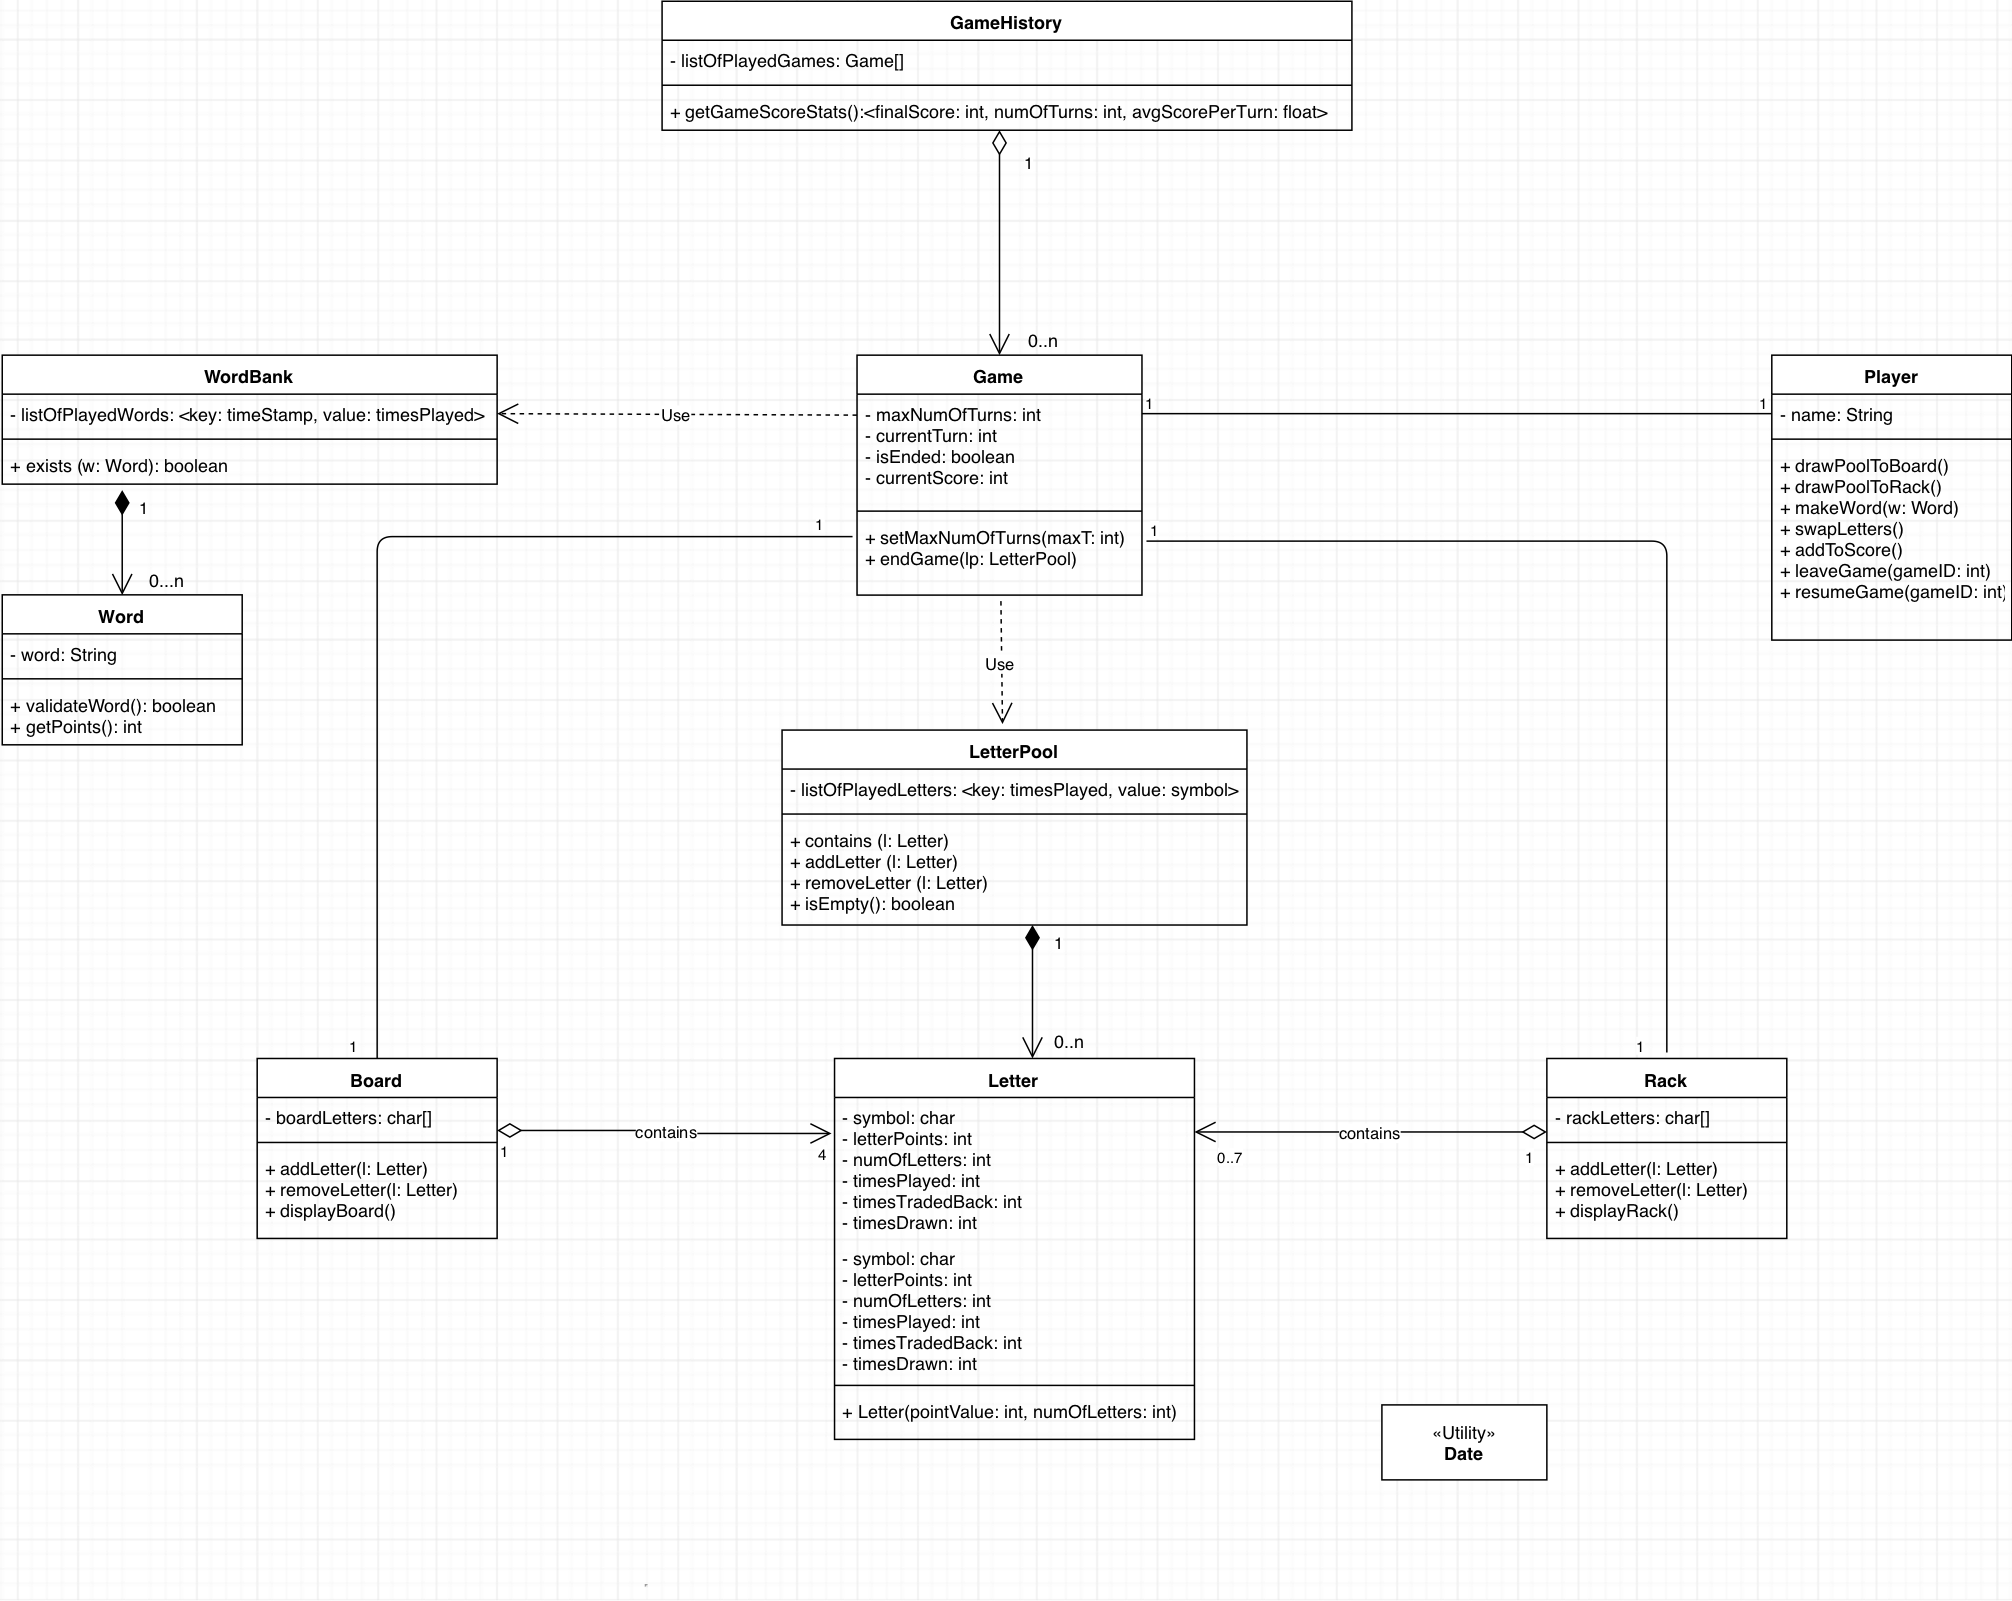 GameHistory
- listOfPlayedGames: Game[]
+ getGameScoreStats():<finalScore: int, numOfTurns: int, avgScorePerTurn: float>
1
0..n
WordBank
- listOfPlayedWords: <key: timeStamp, value: timesPlayed>
+ exists (w: Word): boolean
Use
1
0...n
Word
- word: String
+ validateWord(): boolean
+ getPoints(): int
Game
- maxNumOfTurns: int
- currentTurn: int
- isEnded: boolean
- currentScore: int
+ setMaxNumOfTurns(maxT: int)
+ endGame(lp: LetterPool)
1
1
Player
- name: String
+ drawPoolToBoard()
+ drawPoolToRack()
+ makeWord(w: Word)
+ swapLetters()
+ addToScore()
+ leaveGame(gameID: int)
+ resumeGame(gameID: int)
1
1
Use
LetterPool
- listOfPlayedLetters: <key: timesPlayed, value: symbol>
+ contains (l: Letter)
+ addLetter (l: Letter)
+ removeLetter (l: Letter)
+ isEmpty(): boolean
1
0..n
1
1
Board
- boardLetters: char[]
+ addLetter(l: Letter)
+ removeLetter(l: Letter)
+ displayBoard()
contains
1
4
Letter
- symbol: char
- letterPoints: int
- numOfLetters: int
- timesPlayed: int
- timesTradedBack: int
- timesDrawn: int
- symbol: char
- letterPoints: int
- numOfLetters: int
- timesPlayed: int
- timesTradedBack: int
- timesDrawn: int
+ Letter(pointValue: int, numOfLetters: int)
contains
0..7
1
Rack
- rackLetters: char[]
+ addLetter(l: Letter)
+ removeLetter(l: Letter)
+ displayRack()
«Utility»
Date